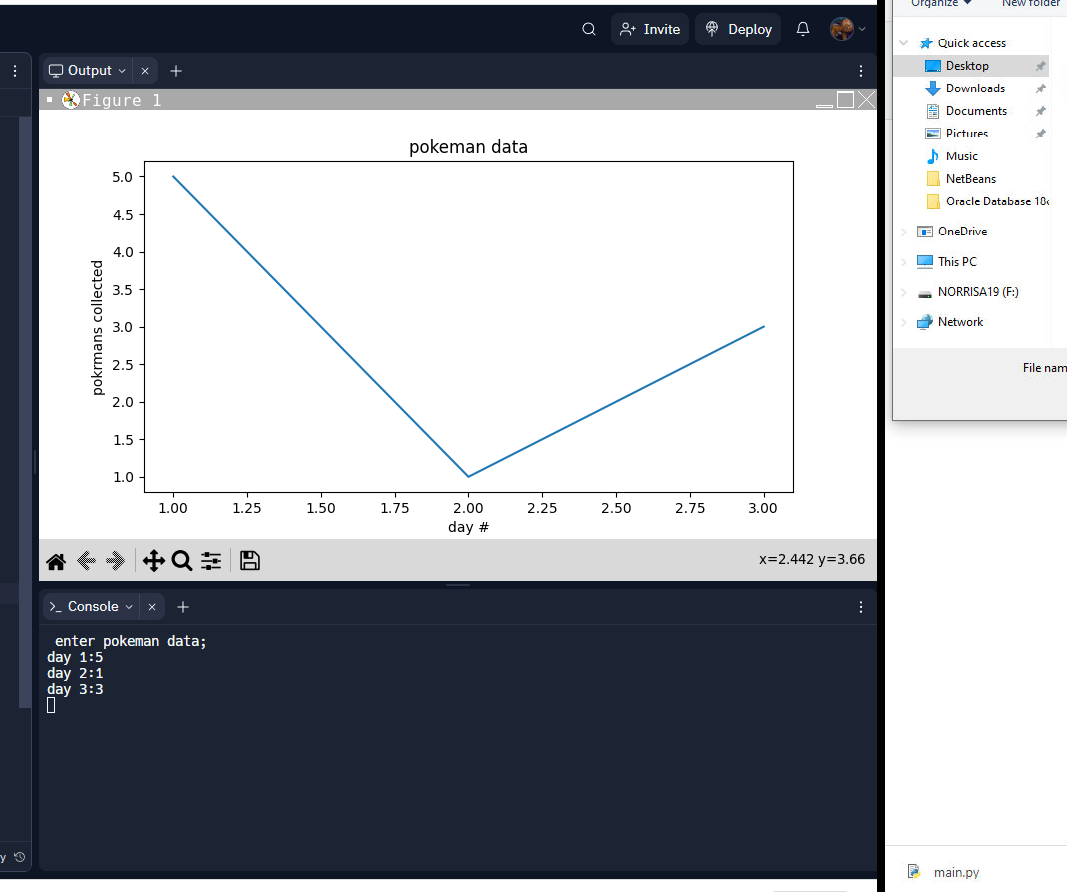 Organize
New folder
Invite
Deploy
Output
Figure 1
pokeman data
5.0
4.5
4.0
3.5
3.0
2.5
2.0
1.5
1.0
pokrmans collected
1.00 1.25 1.50 1.75 2.00 2.25 2.50 2.75 3.00
day #
x=2.442 y=3.66
Console
enter pokeman data;
day 1:5
day 2:1
day 3:3
y
Quick access
Desktop
Downloads
Documents
Pictures
Music
NetBeans
Oracle Database 18c
OneDrive
This PC
NORRISA19 (F:)
Network
File nam
main.py